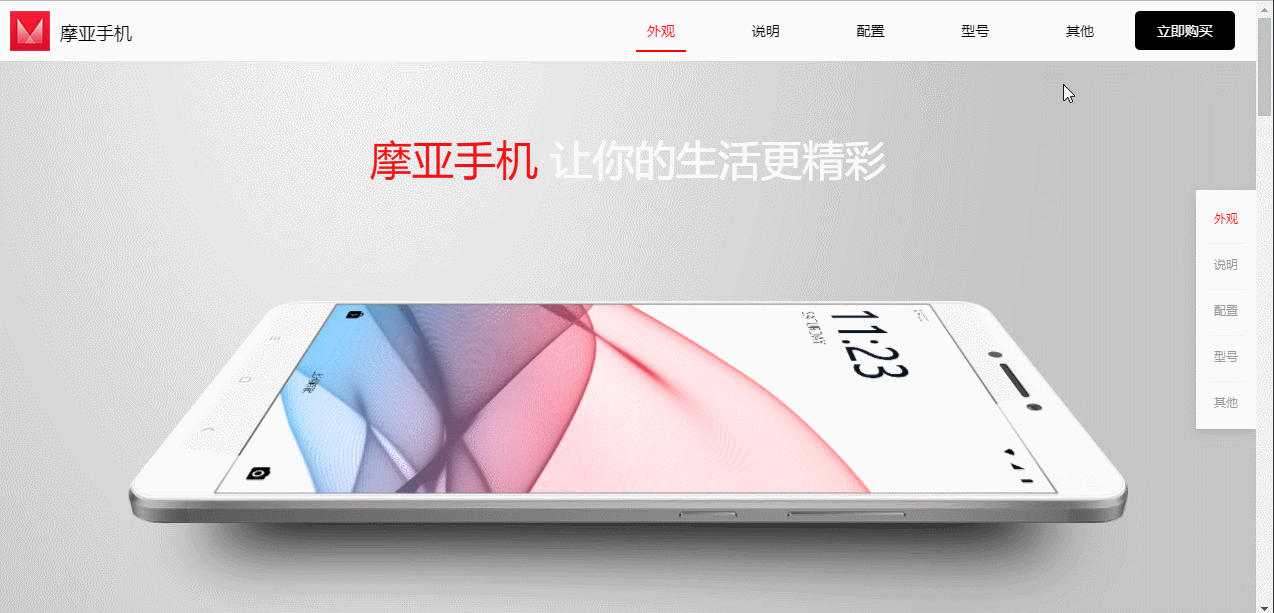 摩亚手机
外观
说明
配置
型号
其他
立即购买
摩亚手机 让你的生活更精彩
外观
说明
配置
型号
其他
11:23